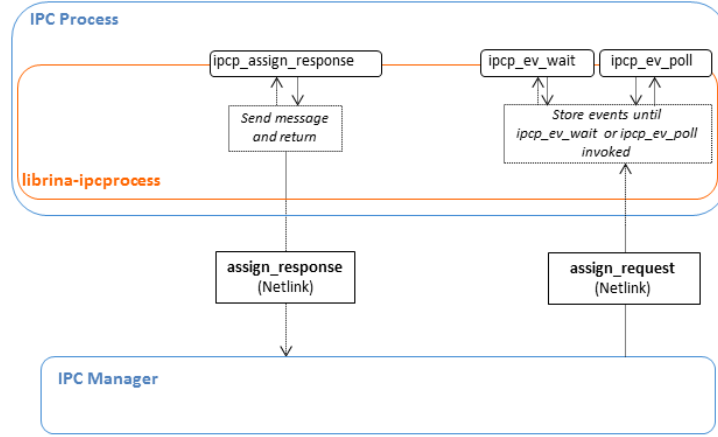 IPC Process
ipcp_assign_response
ipcp_ev_wait
ipcp_ev_poll
Send message
and return
Store events until
ipcp_ev_wait or ipcp_ev_poll
invoked
librina-ipcprocess
assign_response
(Netlink)
assign_request
(Netlink)
IPC Manager